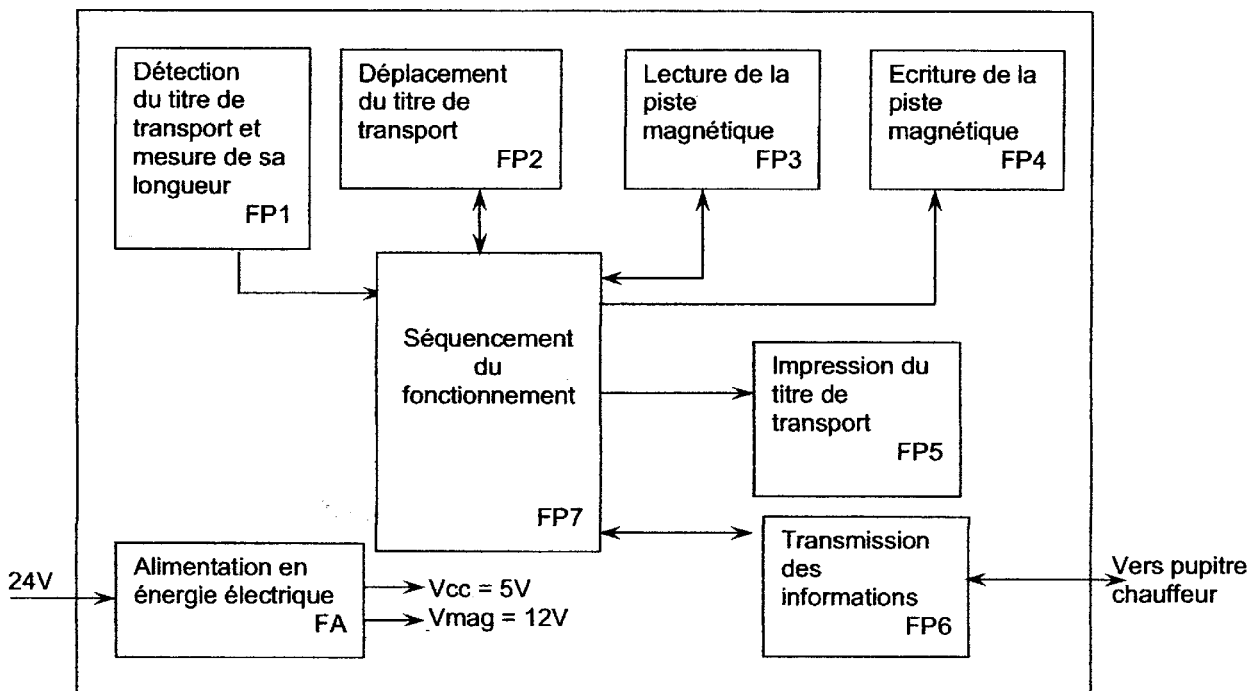 Détection
du titre de
transport et
mesure de sa
longueur
FP1
Déplacement
du titre de
transport
FP2
Lecture de la
piste
magnétique
FP3
Ecriture de la
piste
magnétique
FP4
Séquencement
du
fonctionnement
FP7
Impression du
titre de
transport
FP5
24V
Alimentation en
énergie électrique
FA
Vcc = 5V
Vmag = 12V
Transmission
des
informations
FP6
Vers pupitre
chauffeur